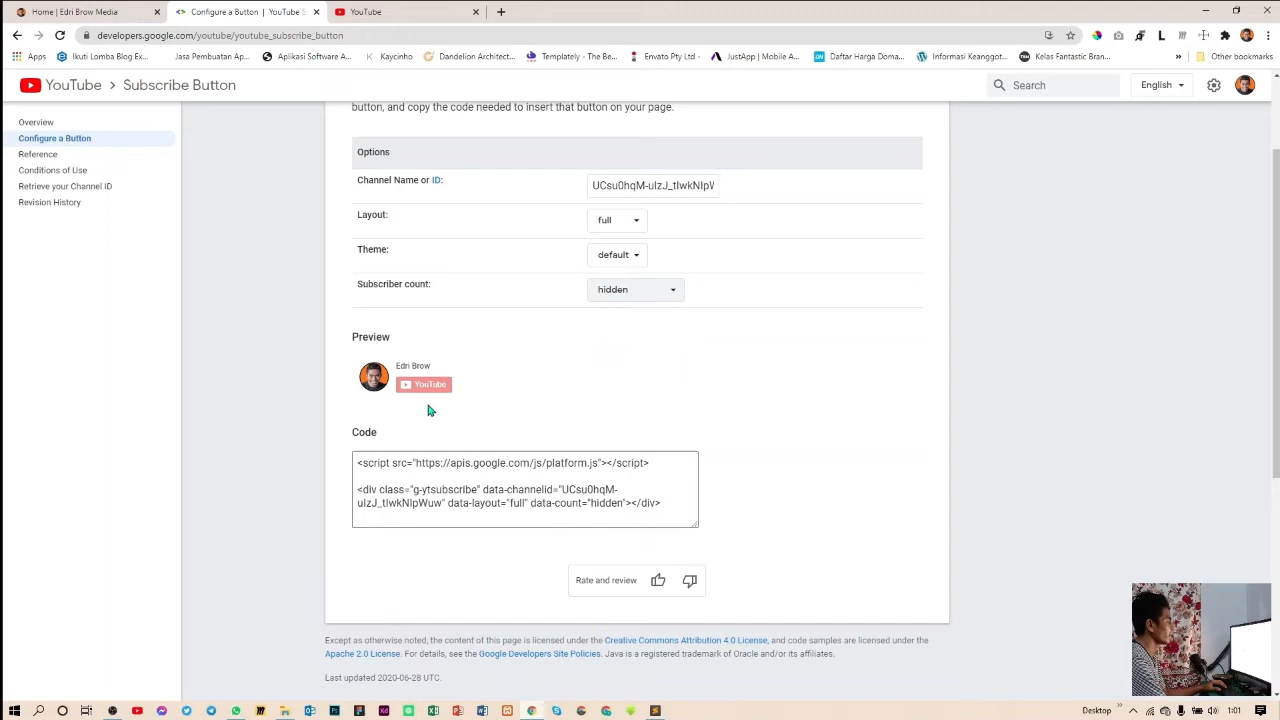 Home | Edri Brow Media
Configure a Button | YouTube S
YouTube
developers.google.com/youtube/youtube_subscribe_button
Apps
Ikuti Lomba Blog Ex...
Jasa Pembuatan Ap...
Aplikasi Software A...
Kaycinho
Dandelion Architect...
Templately - The Be...
Envato Pty Ltd -
JustApp | Mobile A...
Daftar Harga Doma...
Informasi Keanggot...
Kelas Fantastic Bran...
Other bookmarks
YouTube
Subscribe Button
Search
English
button, and copy the code needed to insert that button on your page.
Overview
Configure a Button
Reference
Conditions of Use
Retrieve your Channel ID
Revision History
Options
Channel Name or ID:
UCsu0hqM-uIzJ_tIwkNIpW
Layout:
full
Theme:
default
Subscriber count:
hidden
Preview
Edri Brow
YouTube
Code
<script src="https://apis.google.com/js/platform.js"></script>
<div class="g-ytsubscribe" data-channelid="UCsu0hqM-
uIzJ_tIwkNIpWuw" data-layout="full" data-count="hidden"></div>
Rate and review
Except as otherwise noted, the content of this page is licensed under the Creative Commons Attribution 4.0 License, and code samples are licensed under the
Apache 2.0 License. For details, see the Google Developers Site Policies. Java is a registered trademark of Oracle and/or its affiliates.
Last updated 2020-06-28 UTC.
Desktop
1:01